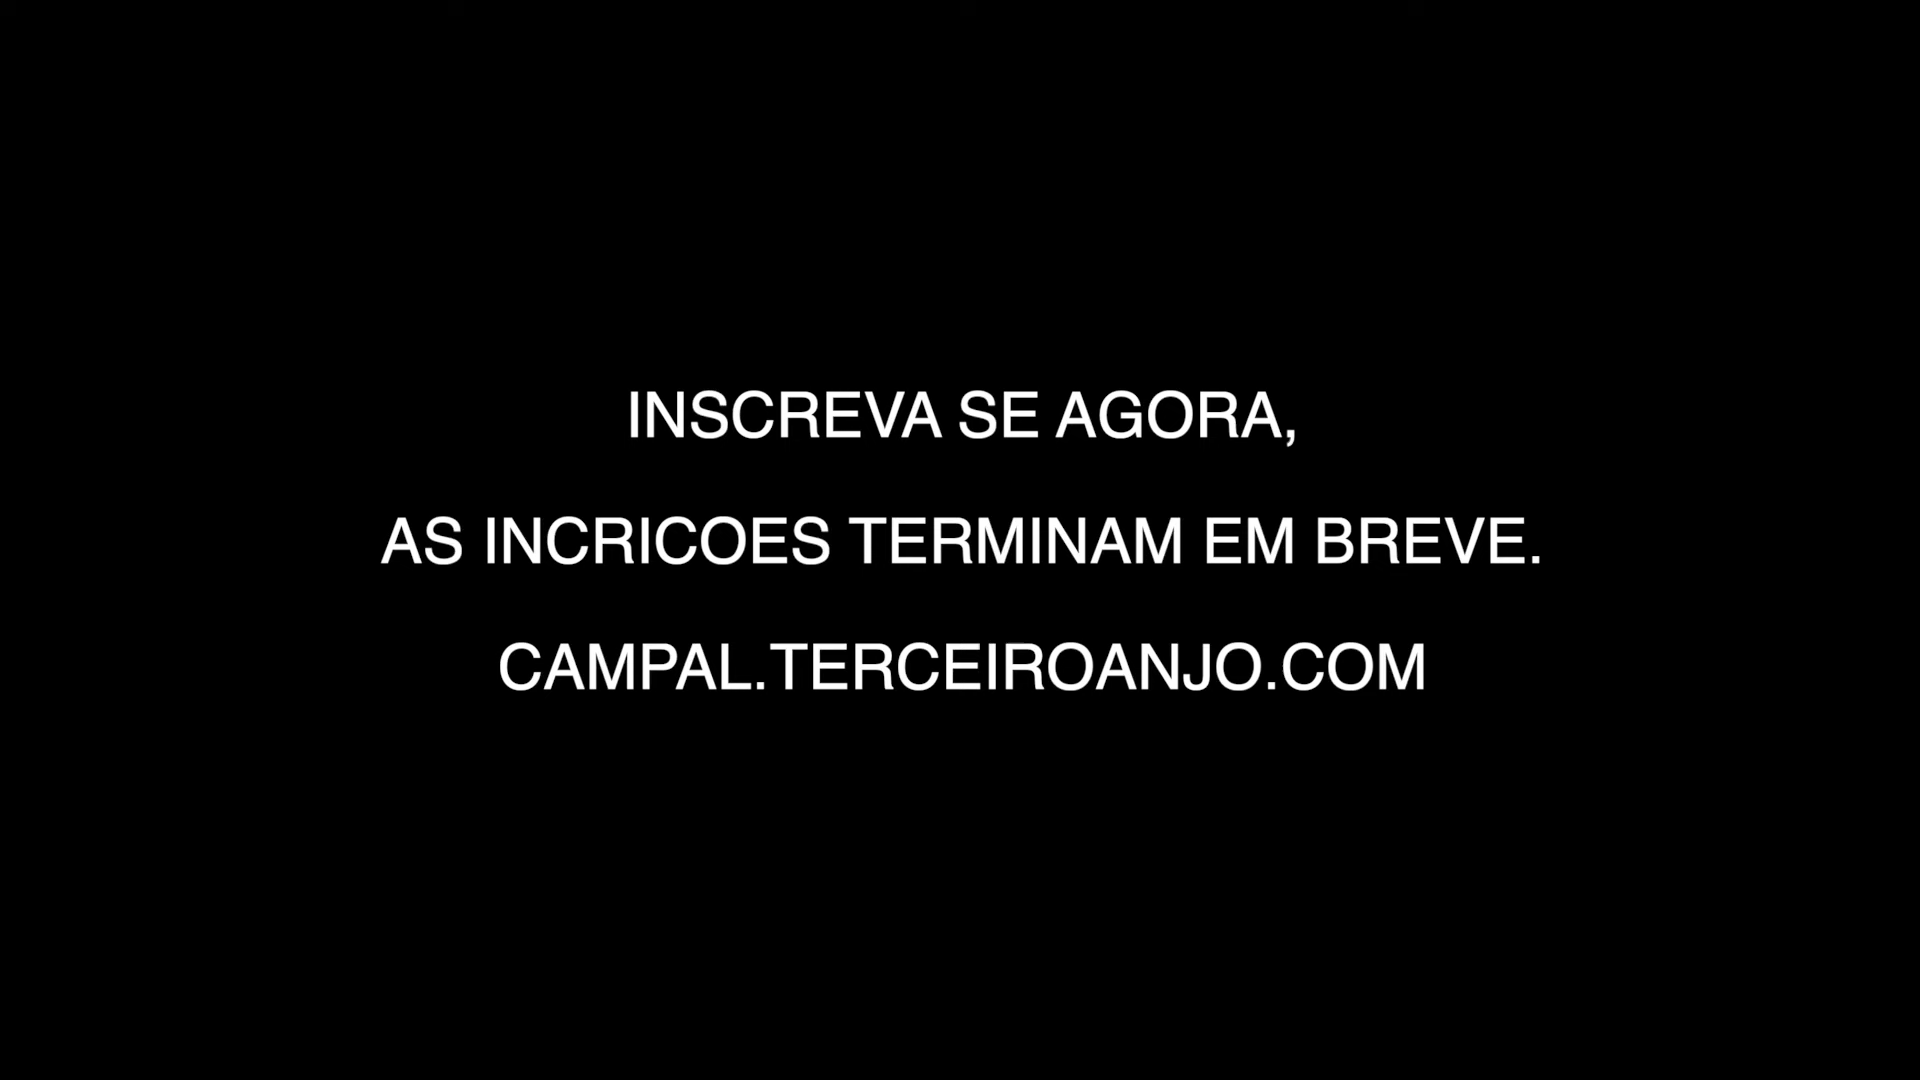 INSCREVA SE AGORA,
AS INCRICOES TERMINAM EM BREVE.
CAMPAL.TERCEIROANJO.COM